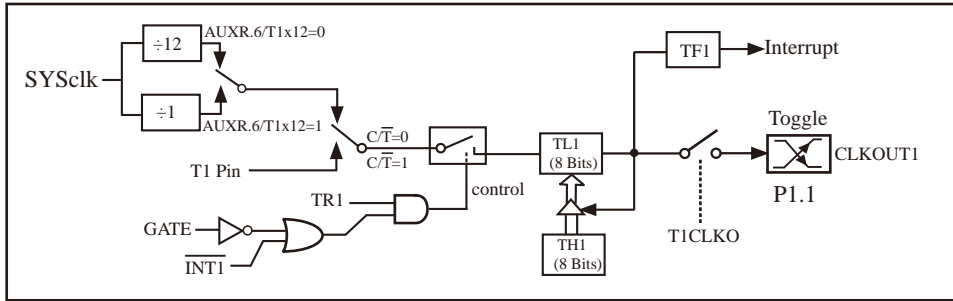 AUXR.6/T1x12=0
÷12
SYSclk
÷1
AUXR.6/T1x12=1
T1 Pin
C/T̅=0
C/T̅=1
TR1
GATE
I̅N̅T̅1̅
control
TL1
(8 Bits)
TH1
(8 Bits)
TF1
Interrupt
Toggle
CLKOUT1
P1.1
T1CLKO